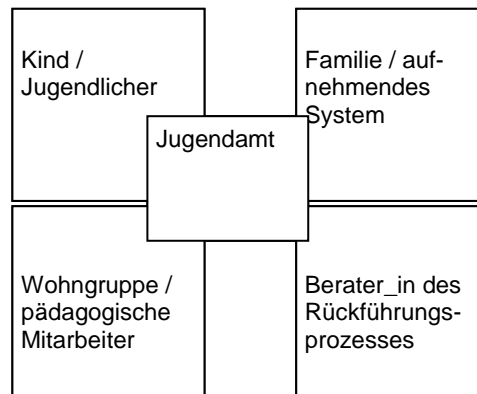 Kind /
Jugendlicher
Familie / auf-
nehmendes
System
Jugendamt
Wohngruppe /
pädagogische
Mitarbeiter
Berater_in des
Rückführungs-
prozesses